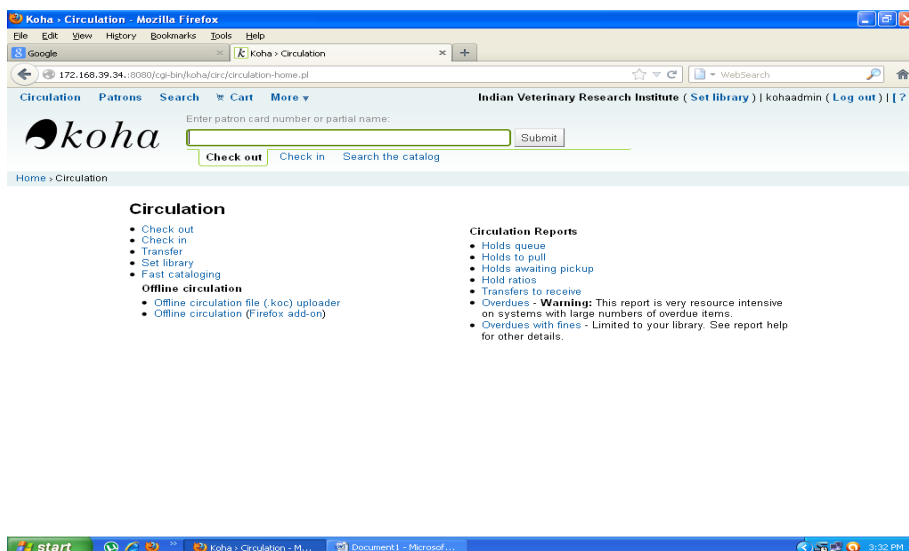 Koha › Circulation - Mozilla Firefox
File Edit View History Bookmarks Tools Help
Google × k Koha › Circulation × +
172.168.39.34.:8080/cgi-bin/koha/circ/circulation-home.pl WebSearch
Circulation Patrons Search Cart More ▾ Indian Veterinary Research Institute ( Set library ) | kohaadmin ( Log out ) | [ ?
koha
Enter patron card number or partial name:
Submit
Check out Check in Search the catalog
Home › Circulation
Circulation
• Check out
• Check in
• Transfer
• Set library
• Fast cataloging
Offline circulation
• Offline circulation file (.koc) uploader
• Offline circulation (Firefox add-on)
Circulation Reports
• Holds queue
• Holds to pull
• Holds awaiting pickup
• Hold ratios
• Transfers to receive
• Overdues - Warning: This report is very resource intensive
on systems with large numbers of overdue items.
• Overdues with fines - Limited to your library. See report help
for other details.
start » Koha › Circulation - M... Document1 - Microsof... 3:32 PM